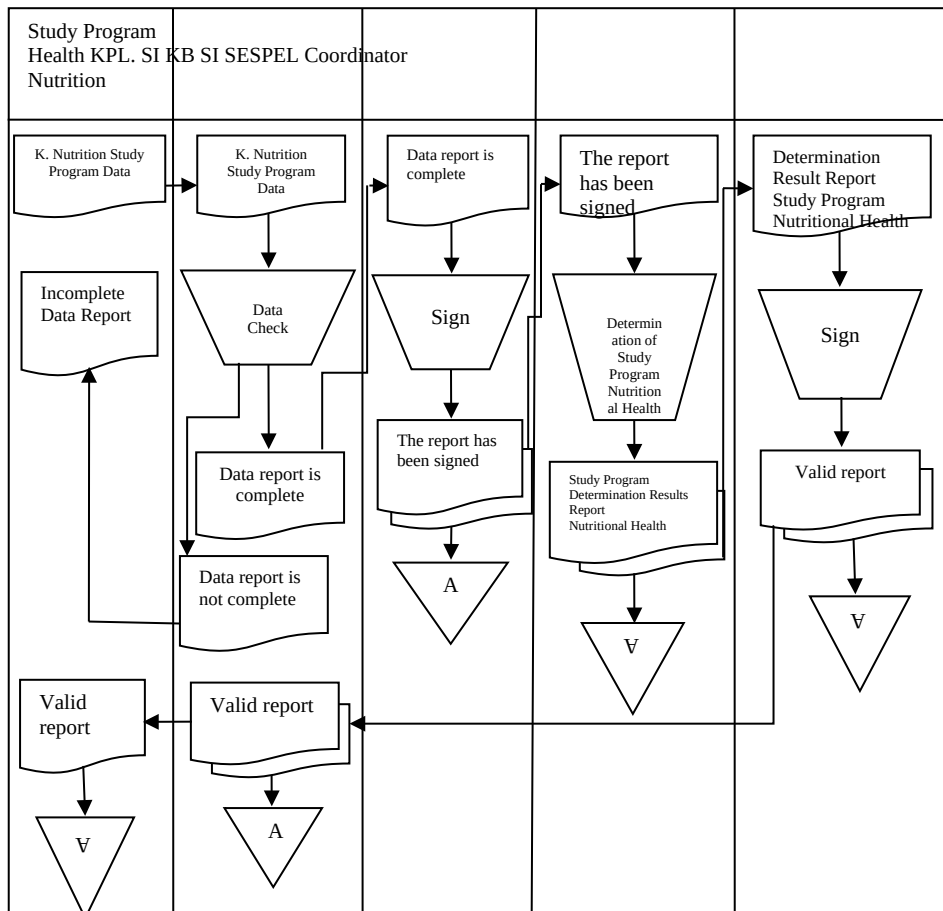 Study Program
Health KPL. SI KB SI SESPEL Coordinator
Nutrition
K. Nutrition Study
Program Data
K. Nutrition
Study Program
Data
Data report is
complete
The report
has been
signed
Determination
Result Report
Study Program
Nutritional Health
Incomplete
Data Report
Data
Check
Sign
Determin
ation of
Study
Program
Nutrition
al Health
Sign
Data report is
complete
The report has
been signed
Study Program
Determination Results
Report
Nutritional Health
Valid report
Data report is
not complete
A
A
A
Valid
report
Valid report
A
A